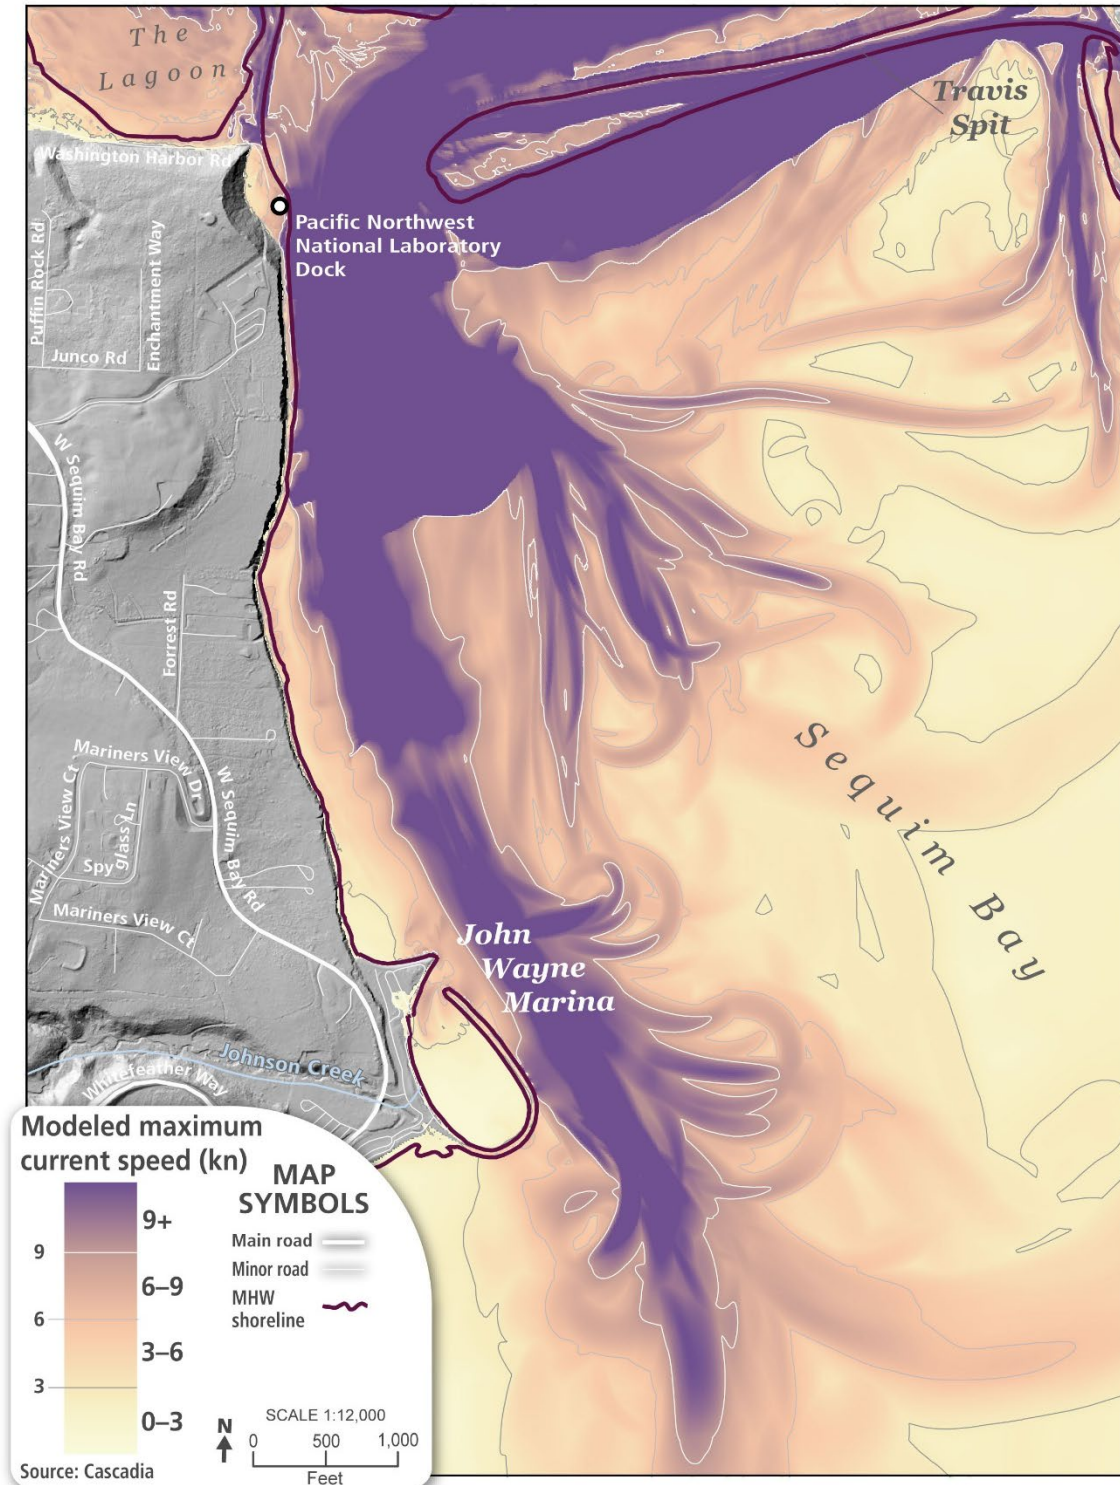 The
Lagoon
Travis
Spit
Washington Harbor Rd
Pacific Northwest
National Laboratory
Dock
Puffin Rock Rd
Enchantment Way
Junco Rd
W Sequim Bay Rd
Forrest Rd
Sequim Bay
Mariners View Dr
Mariners View Ct
Spy
glass Ln
W Sequim Bay Rd
Mariners View Ct
John
Wayne
Marina
Johnson Creek
Whitefeather Way
Modeled maximum
current speed (kn)
9+
9
6–9
6
3–6
3
0–3
Source: Cascadia
MAP
SYMBOLS
Main road
Minor road
MHW
shoreline
N
SCALE 1:12,000
0 500 1,000
Feet